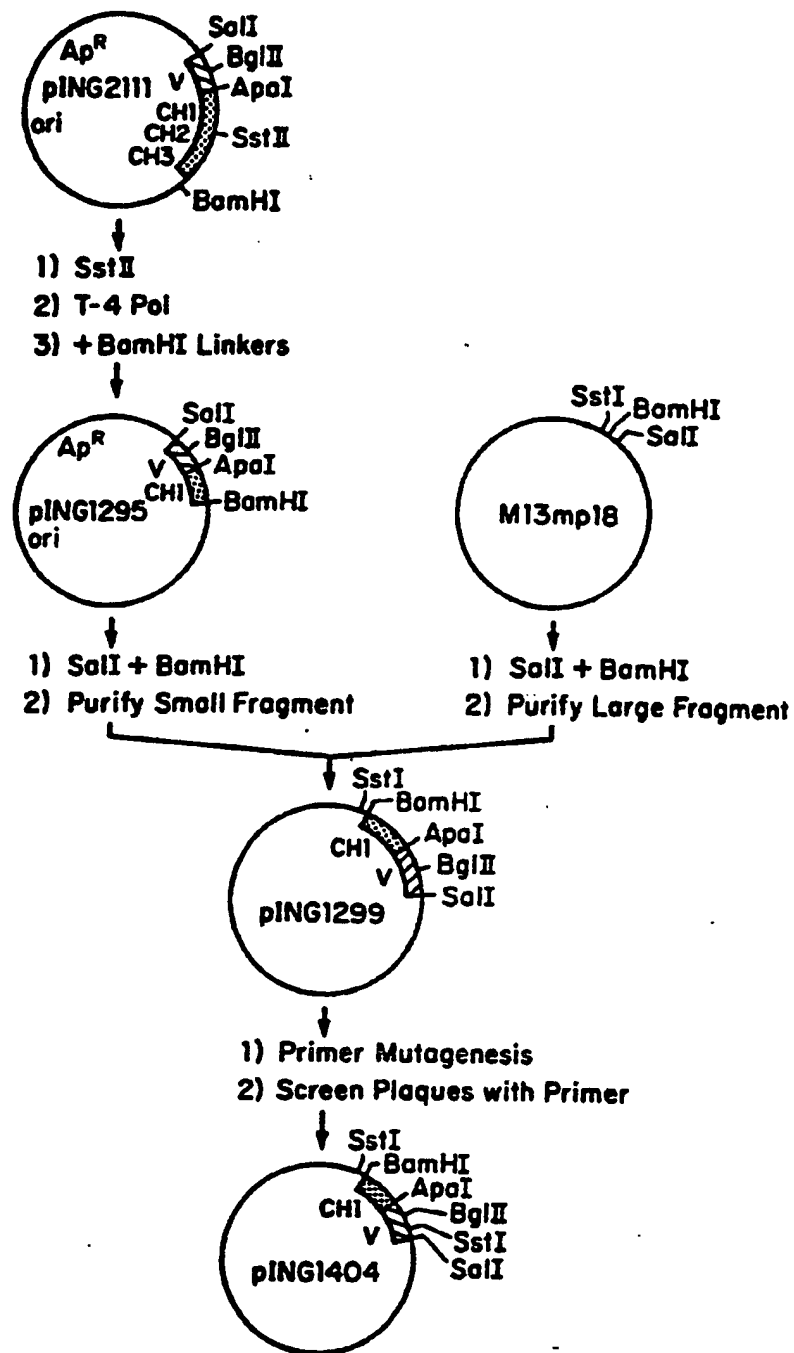 SalI
Ap^R
BglII
pING2111
V
ApaI
ori
CH1
CH2
SstII
CH3
BamHI
1) SstII
2) T-4 Pol
3) +BamHI Linkers
SalI
Ap^R
BglII
V
ApaI
CH1
BamHI
pING1295
ori
SstI
BamHI
SalI
M13mp18
1) SalI + BamHI
2) Purify Small Fragment
1) SalI + BamHI
2) Purify Large Fragment
SstI
BamHI
ApaI
CH1
BglII
V
SalI
pING1299
1) Primer Mutagenesis
2) Screen Plaques with Primer
SstI
BamHI
ApaI
CH1
BglII
V
SstI
SalI
pING1404